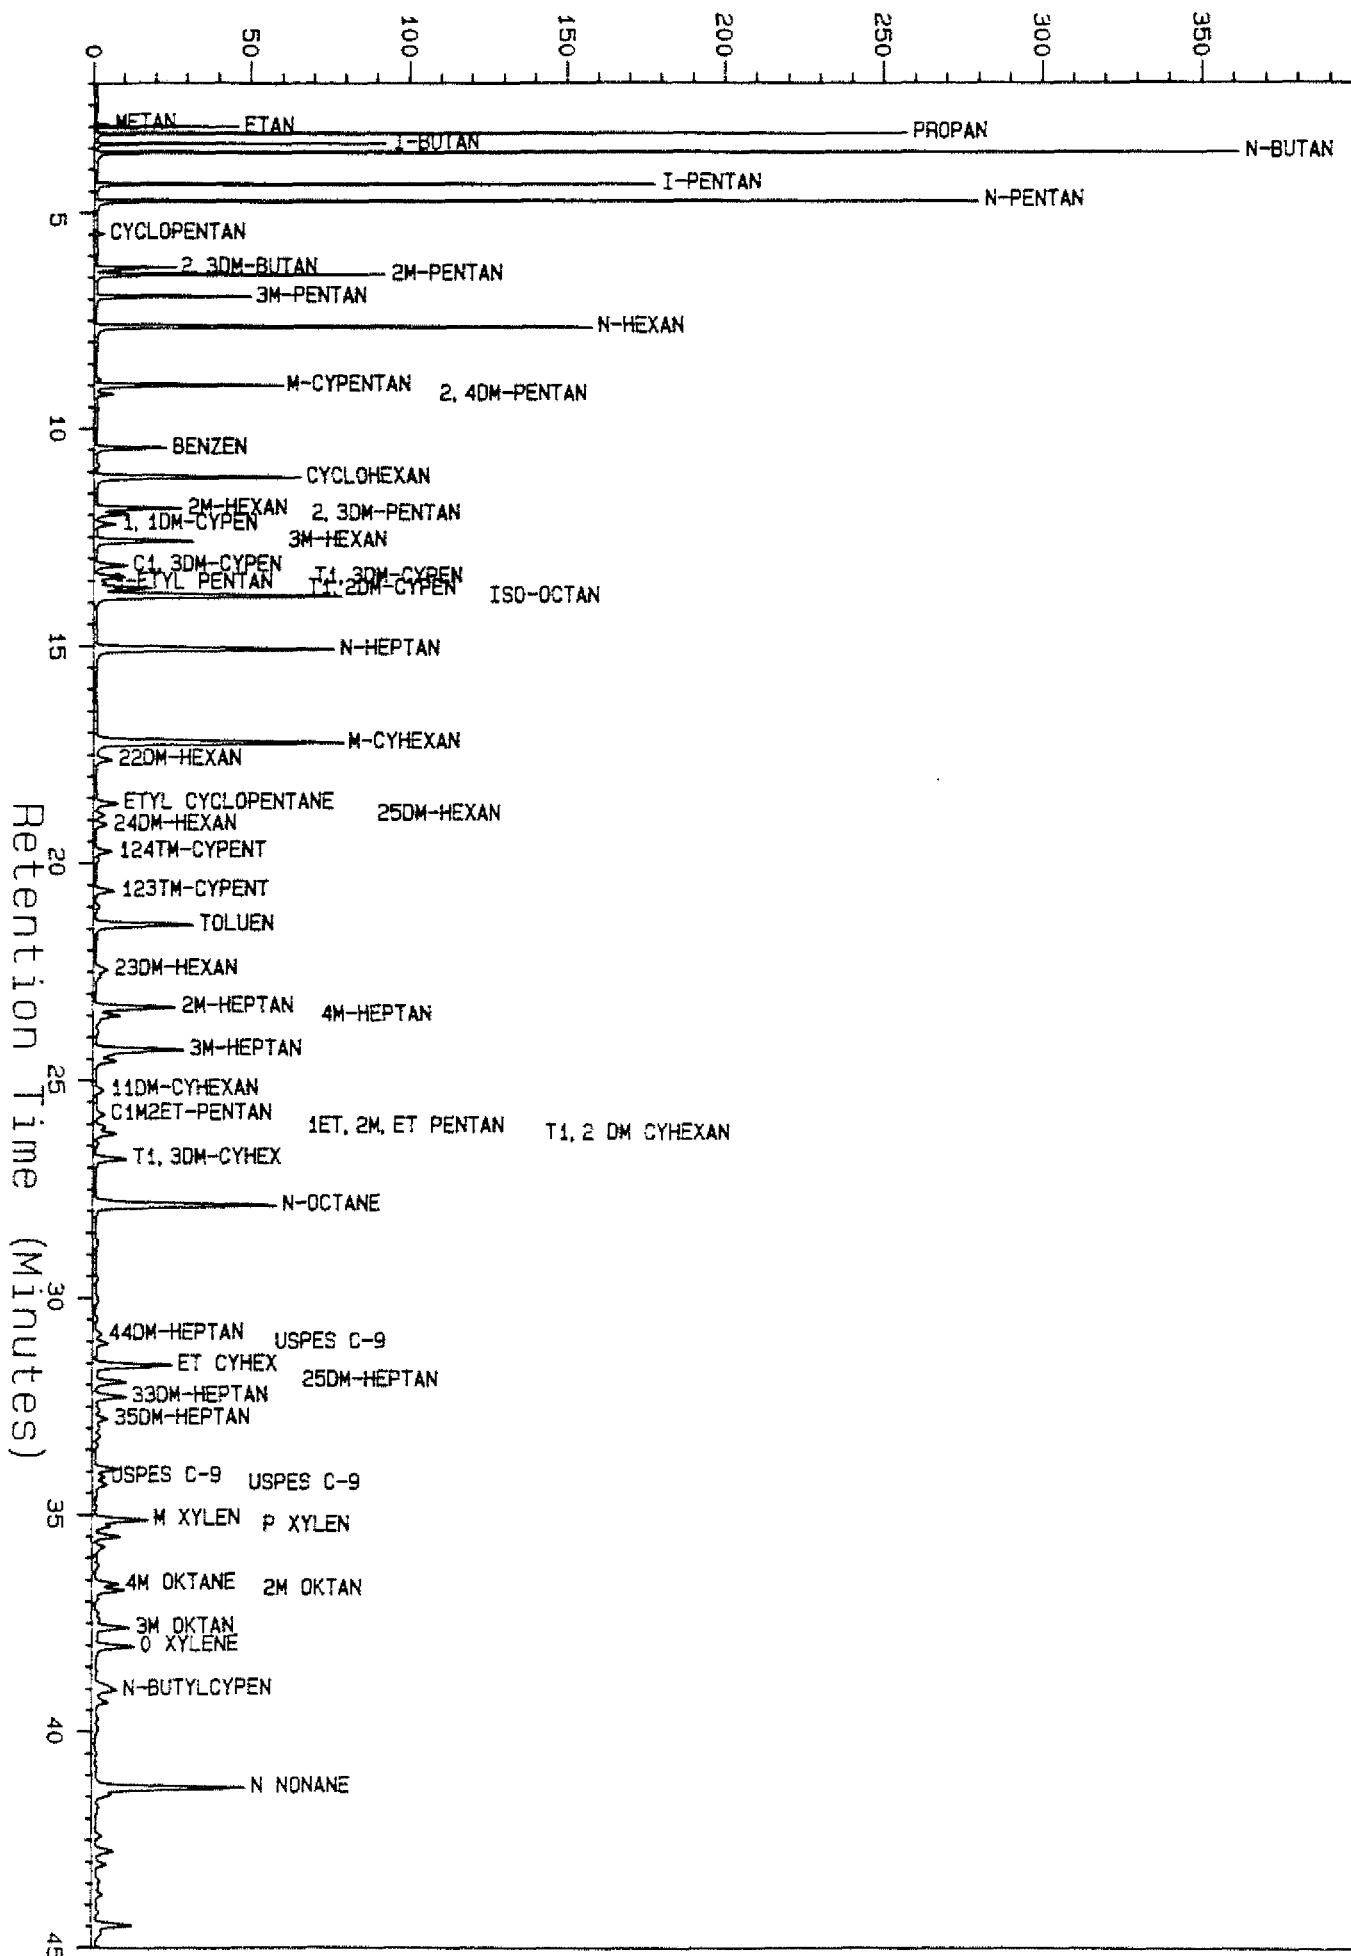 0
50
100
150
200
250
300
350
METAN
ETAN
PROPAN
I-BUTAN
N-BUTAN
I-PENTAN
N-PENTAN
5
CYCLOPENTAN
2, 3DM-BUTAN
2M-PENTAN
3M-PENTAN
N-HEXAN
M-CYPENTAN
2, 4DM-PENTAN
10
BENZEN
CYCLOHEXAN
2M-HEXAN
2, 3DM-PENTAN
1, 1DM-CYPEN
3M-HEXAN
C1, 3DM-CYPEN
T1, 3DM-CYPEN
-ETYL PENTAN
T1, 2DM-CYPEN
ISO-OCTAN
15
N-HEPTAN
M-CYHEXAN
22DM-HEXAN
ETYL CYCLOPENTANE
25DM-HEXAN
24DM-HEXAN
124TM-CYPENT
20
123TM-CYPENT
TOLUEN
23DM-HEXAN
2M-HEPTAN
4M-HEPTAN
3M-HEPTAN
25
11DM-CYHEXAN
C1M2ET-PENTAN
1ET, 2M, ET PENTAN
T1, 2 DM CYHEXAN
T1, 3DM-CYHEX
N-OCTANE
30
44DM-HEPTAN
USPES C-9
ET CYHEX
25DM-HEPTAN
33DM-HEPTAN
35DM-HEPTAN
USPES C-9
USPES C-9
35
M XYLEN
P XYLEN
4M OKTANE
2M OKTAN
3M OKTAN
O XYLENE
N-BUTYLCYPEN
40
N NONANE
45
Retention Time (Minutes)